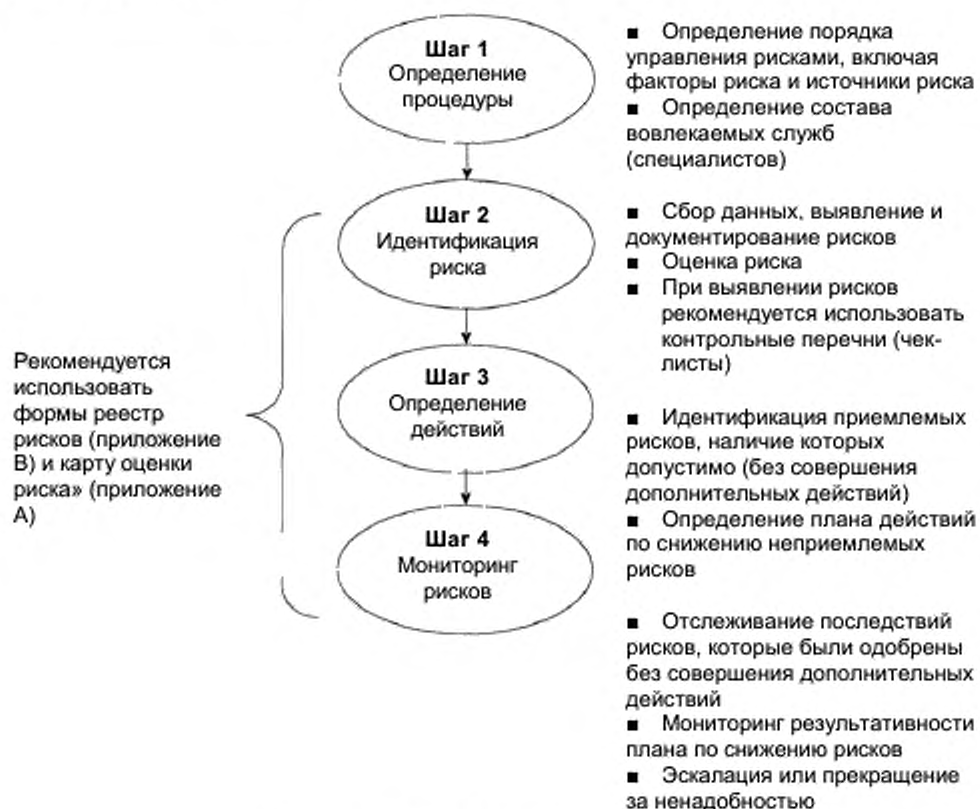 Шаг 1
Определение
процедуры
■ Определение порядка
управления рисками, включая
факторы риска и источники риска
■ Определение состава
вовлекаемых служб
(специалистов)
Шаг 2
Идентификация
риска
■ Сбор данных, выявление и
документирование рисков
■ Оценка риска
■ При выявлении рисков
рекомендуется использовать
контрольные перечни (чек-
листы)
Рекомендуется
использовать
формы реестр
рисков (приложение
В) и карту оценки
риска» (приложение
А)
Шаг 3
Определение
действий
■ Идентификация приемлемых
рисков, наличие которых
допустимо (без совершения
дополнительных действий)
■ Определение плана действий
по снижению неприемлемых
рисков
Шаг 4
Мониторинг
рисков
■ Отслеживание последствий
рисков, которые были одобрены
без совершения дополнительных
действий
■ Мониторинг результативности
плана по снижению рисков
■ Эскалация или прекращение
за ненадобностью